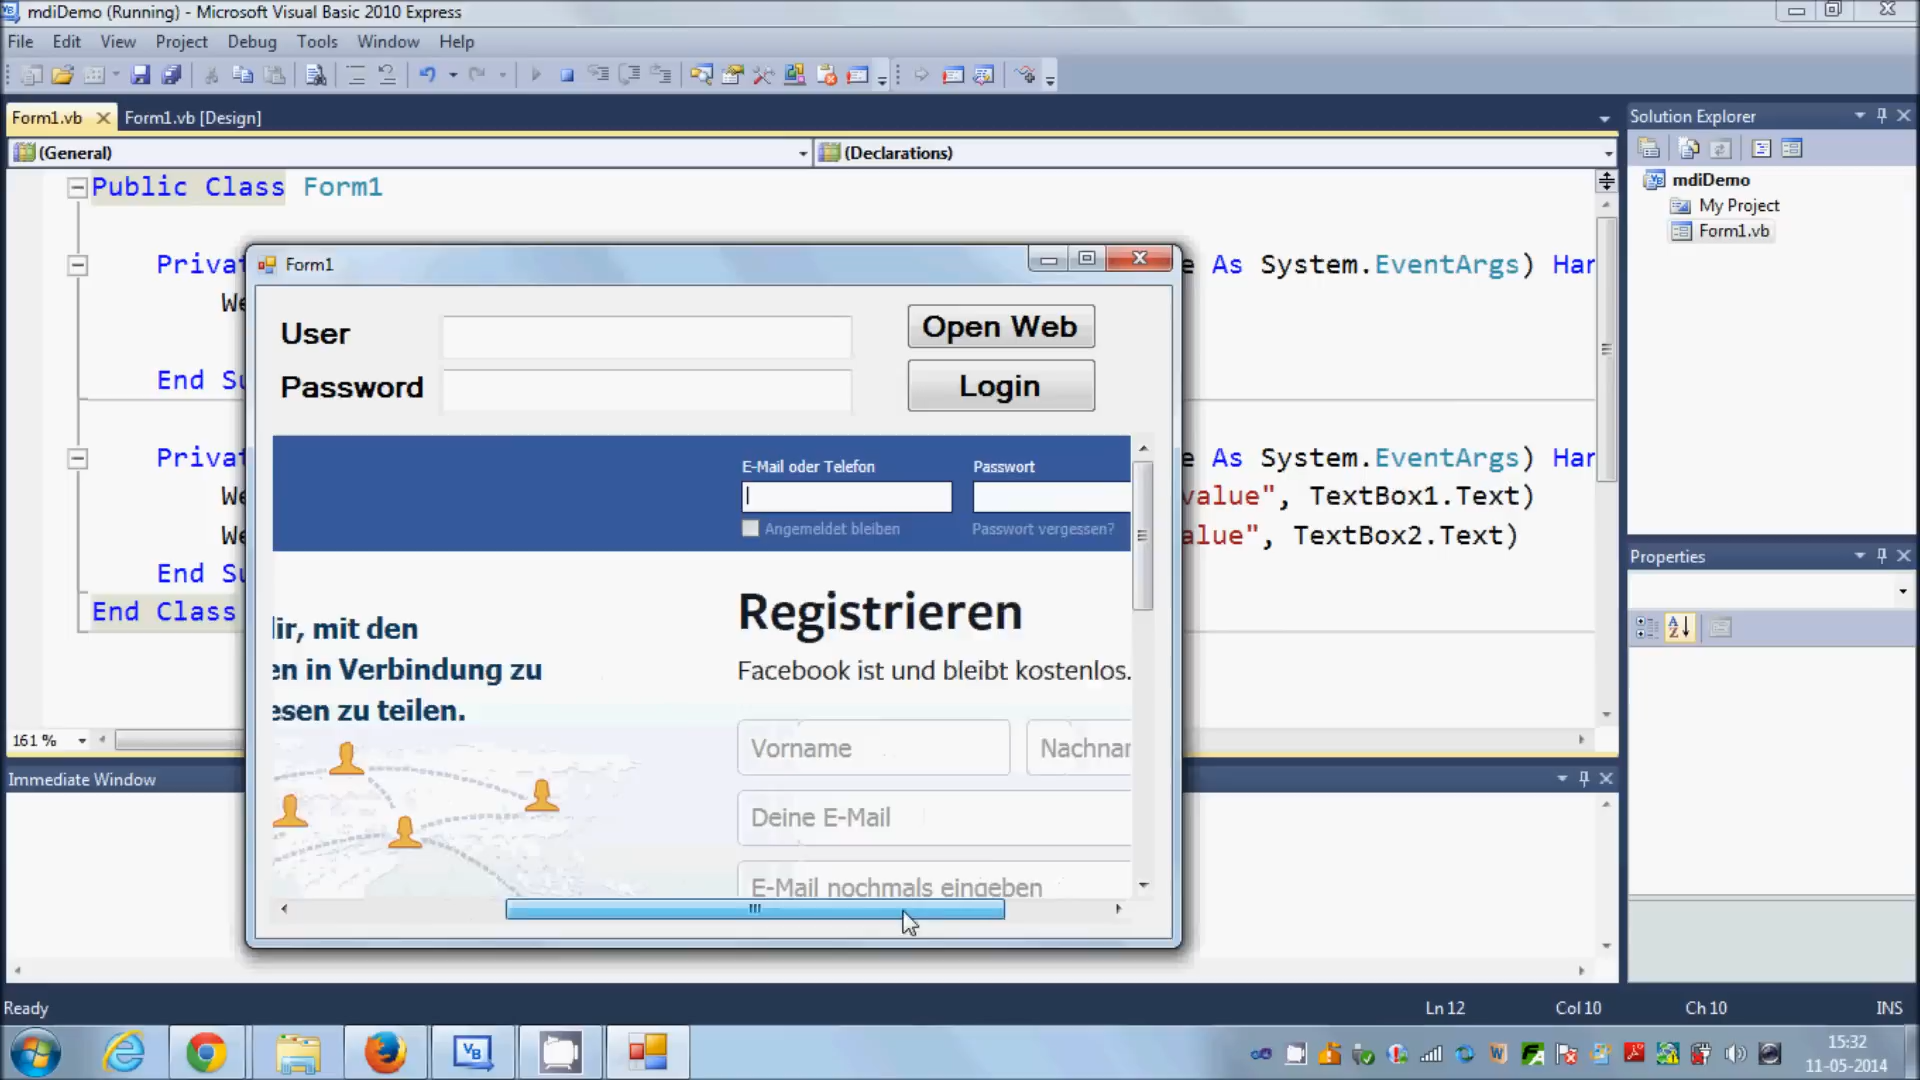 mdiDemo (Running) - Microsoft Visual Basic 2010 Express
File Edit View Project Debug Tools Window Help
Form1.vb Form1.vb [Design]
(General) (Declarations)
Public Class Form1
e As System.EventArgs) Har
We
End Su
e As System.EventArgs) Har
We value", TextBox1.Text)
We alue", TextBox2.Text)
End Su
End Class
161 %
Form1
User
Open Web
Password
Login
E-Mail oder Telefon Passwort
Angemeldet bleiben Passwort vergessen?
Registrieren
Facebook ist und bleibt kostenlos.
lir, mit den
en in Verbindung zu
esen zu teilen.
Vorname Nachnar
Deine E-Mail
E-Mail nochmals eingeben
Solution Explorer
mdiDemo
My Project
Form1.vb
Properties
Immediate Window
Ready Ln 12 Col 10 Ch 10 INS
15:32
11-05-2014